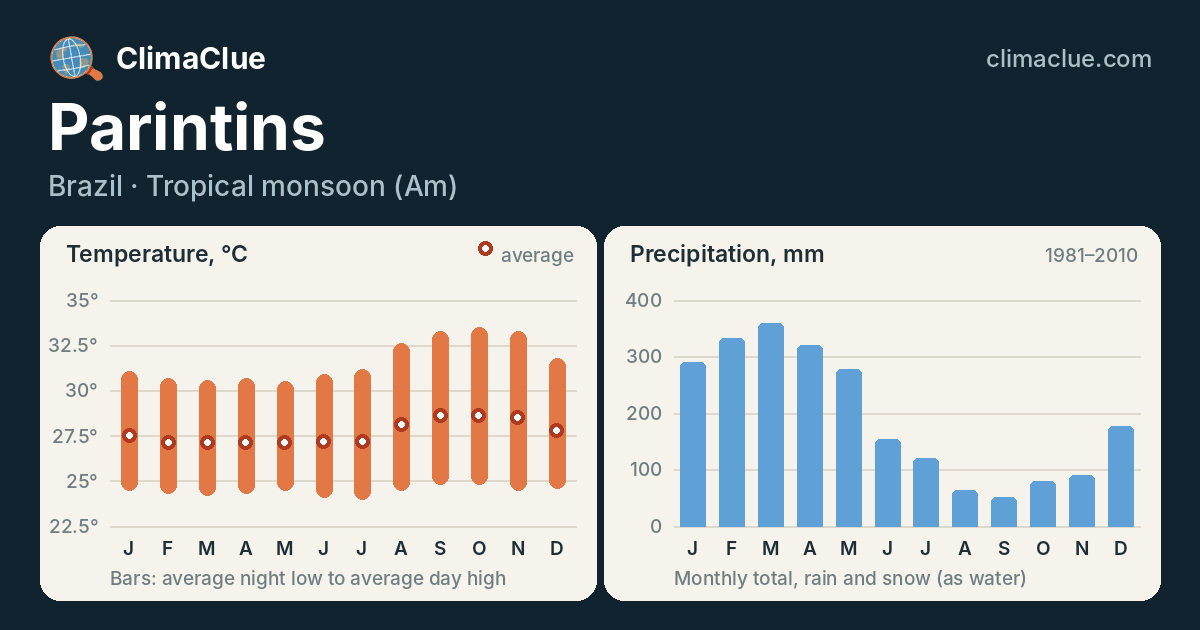 ClimaClue
climaclue.com
Parintins
Brazil · Tropical monsoon (Am)
Temperature, °C
average
35°
32.5°
30°
27.5°
25°
22.5°
J F M A M J J A S O N D
Bars: average night low to average day high
Precipitation, mm
1981–2010
400
300
200
100
0
J F M A M J J A S O N D
Monthly total, rain and snow (as water)